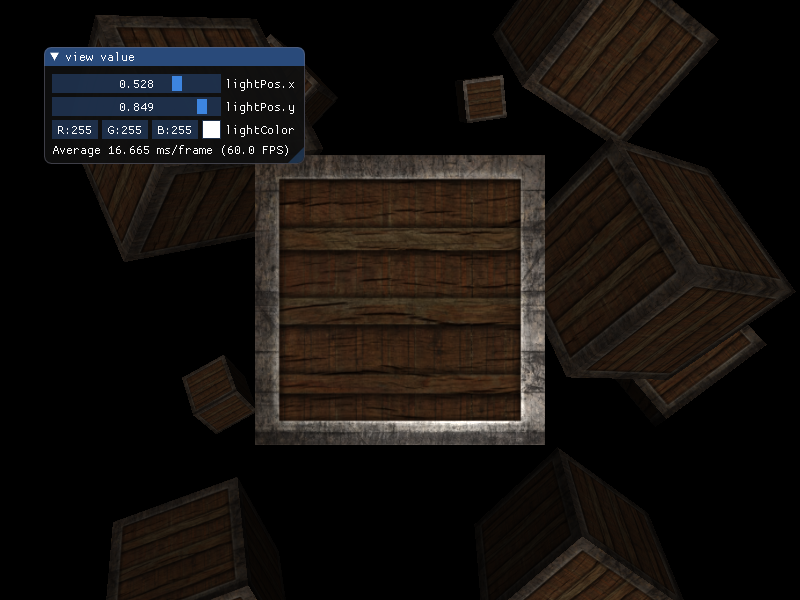 view value
0.528 lightPos.x
0.849 lightPos.y
R:255 G:255 B:255 lightColor
Average 16.665 ms/frame (60.0 FPS)